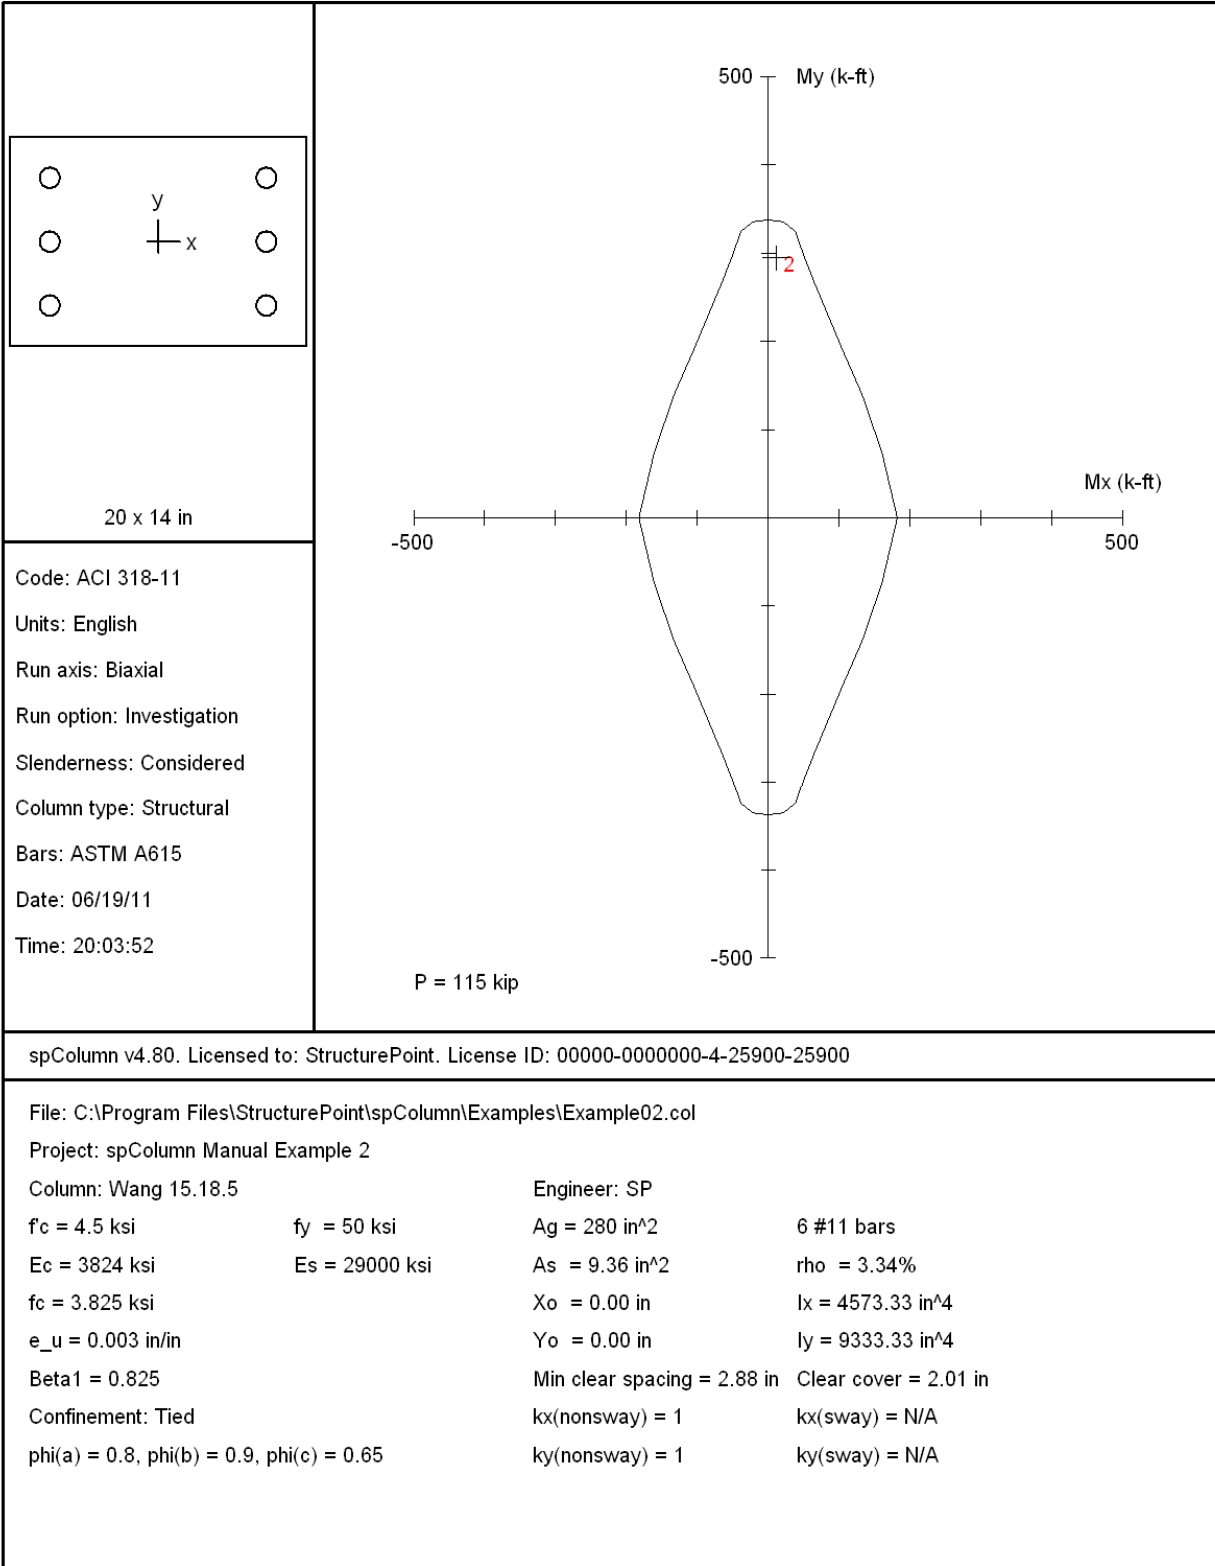 y
x
20 x 14 in
Code: ACI 318-11
Units: English
Run axis: Biaxial
Run option: Investigation
Slenderness: Considered
Column type: Structural
Bars: ASTM A615
Date: 06/19/11
Time: 20:03:52
500 My (k-ft)
2
Mx (k-ft)
-500 500
-500
P = 115 kip
spColumn v4.80. Licensed to: StructurePoint. License ID: 00000-0000000-4-25900-25900
File: C:\Program Files\StructurePoint\spColumn\Examples\Example02.col
Project: spColumn Manual Example 2
Column: Wang 15.18.5 Engineer: SP
f'c = 4.5 ksi fy = 50 ksi Ag = 280 in^2 6 #11 bars
Ec = 3824 ksi Es = 29000 ksi As = 9.36 in^2 rho = 3.34%
fc = 3.825 ksi Xo = 0.00 in Ix = 4573.33 in^4
e_u = 0.003 in/in Yo = 0.00 in Iy = 9333.33 in^4
Beta1 = 0.825 Min clear spacing = 2.88 in Clear cover = 2.01 in
Confinement: Tied kx(nonsway) = 1 kx(sway) = N/A
phi(a) = 0.8, phi(b) = 0.9, phi(c) = 0.65 ky(nonsway) = 1 ky(sway) = N/A